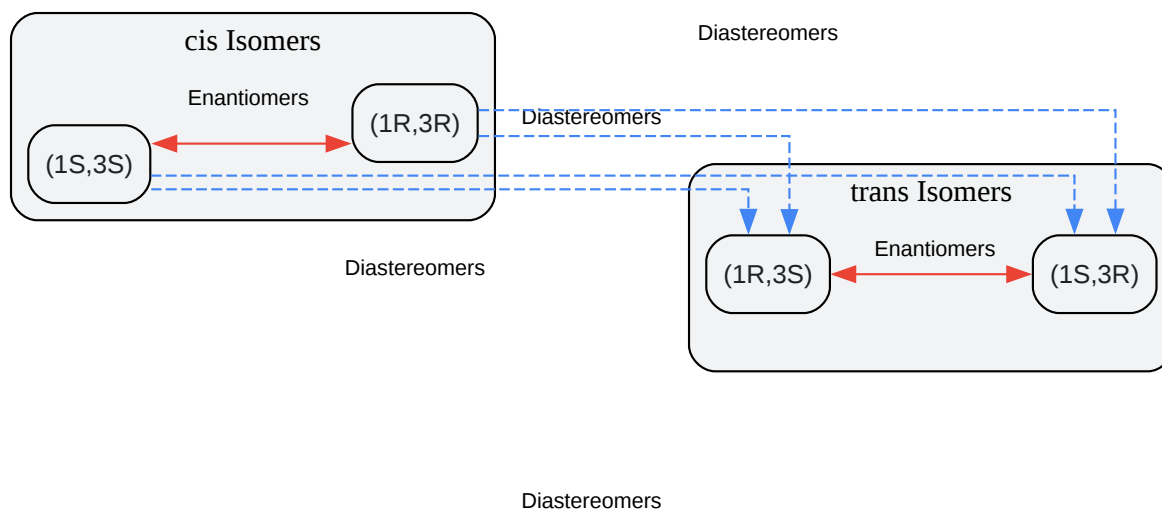 cis Isomers
Diastereomers
Enantiomers
(1R,3R)
Diastereomers
(1S,3S)
trans Isomers
Enantiomers
Diastereomers
(1R,3S)
(1S,3R)
Diastereomers